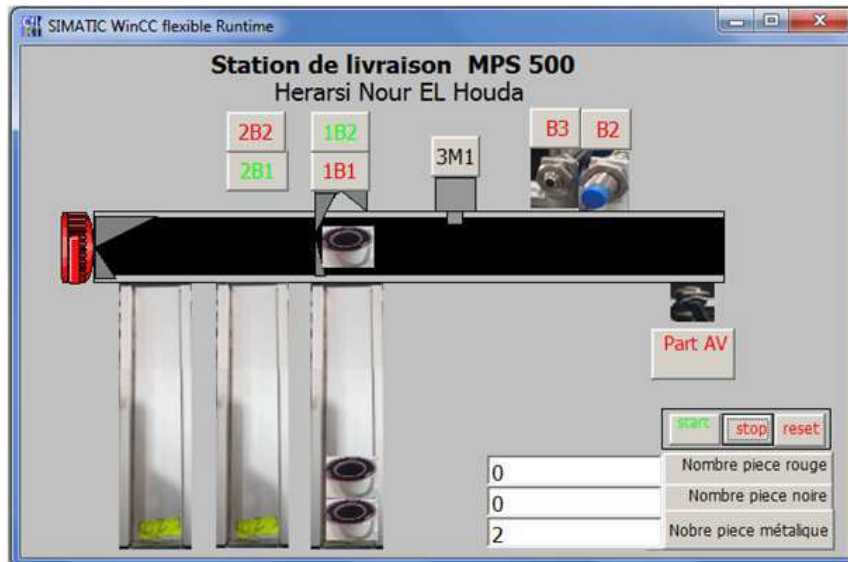 SIMATIC WinCC flexible Runtime
Station de livraison MPS 500
Herarsi Nour EL Houda
2B2 1B2 B3 B2
2B1 1B1 3M1
Part AV
start stop reset
0 Nombre piece rouge
0 Nombre piece noire
2 Nobre piece métalique